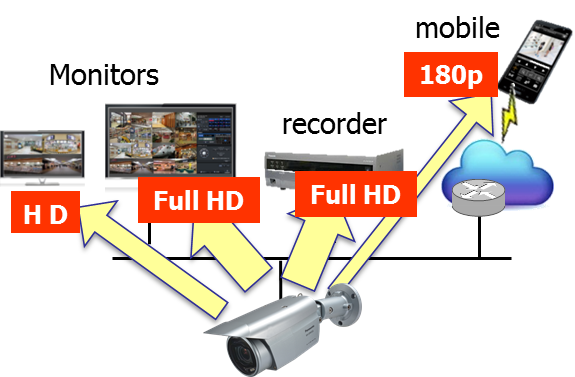 mobile
180p
Monitors
recorder
H D
Full HD
Full HD